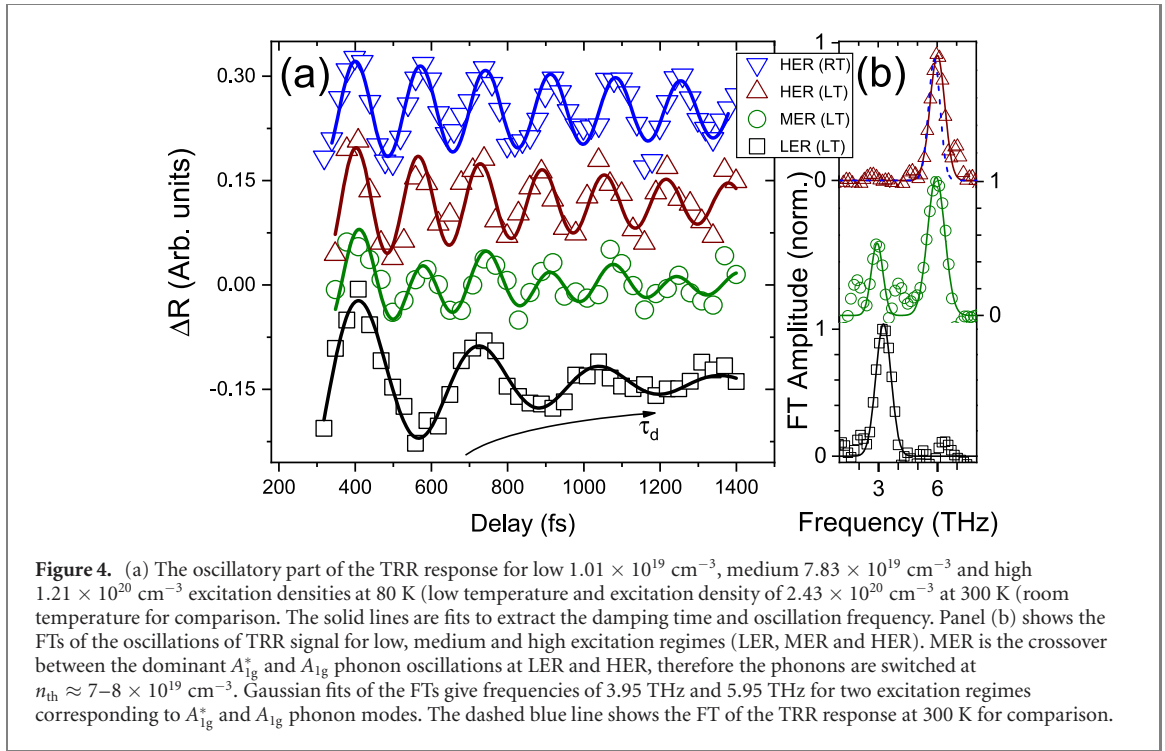 (a)
(b)
HER (RT)
HER (LT)
MER (LT)
LER (LT)
0.30
0.15
0.00
-0.15
ΔR (Arb. units)
τd
200 400 600 800 1000 1200 1400
Delay (fs)
1
0
1
0
1
0
FT Amplitude (norm.)
3 6
Frequency (THz)
Figure 4. (a) The oscillatory part of the TRR response for low 1.01 × 10¹⁹ cm⁻³, medium 7.83 × 10¹⁹ cm⁻³ and high
1.21 × 10²⁰ cm⁻³ excitation densities at 80 K (low temperature and excitation density of 2.43 × 10²⁰ cm⁻³ at 300 K (room
temperature for comparison. The solid lines are fits to extract the damping time and oscillation frequency. Panel (b) shows the
FTs of the oscillations of TRR signal for low, medium and high excitation regimes (LER, MER and HER). MER is the crossover
between the dominant A*1g and A1g phonon oscillations at LER and HER, therefore the phonons are switched at
nth ≈ 7–8 × 10¹⁹ cm⁻³. Gaussian fits of the FTs give frequencies of 3.95 THz and 5.95 THz for two excitation regimes
corresponding to A*1g and A1g phonon modes. The dashed blue line shows the FT of the TRR response at 300 K for comparison.